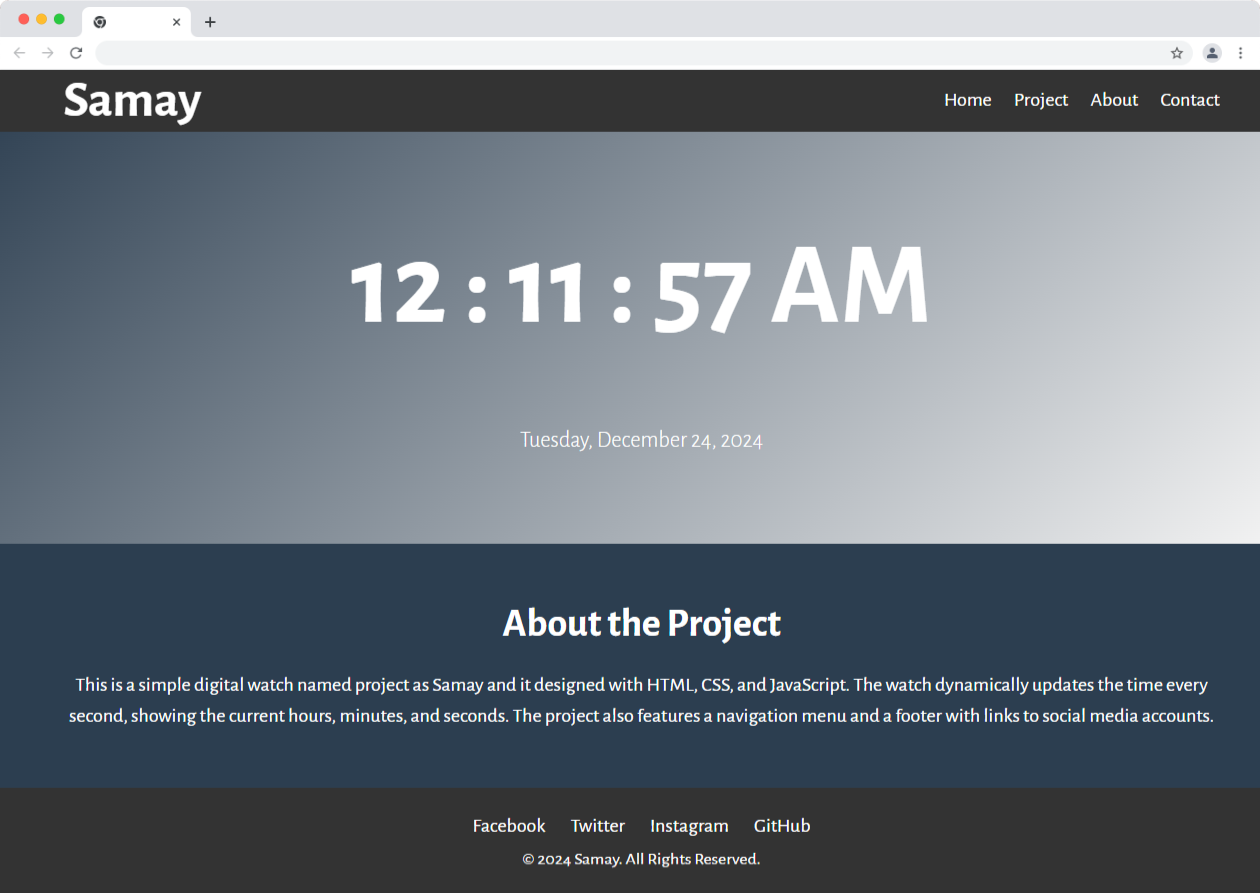 Samay
Home Project About Contact
12 : 11 : 57 AM
Tuesday, December 24, 2024
About the Project
This is a simple digital watch named project as Samay and it designed with HTML, CSS, and JavaScript. The watch dynamically updates the time every
second, showing the current hours, minutes, and seconds. The project also features a navigation menu and a footer with links to social media accounts.
Facebook Twitter Instagram GitHub
© 2024 Samay. All Rights Reserved.